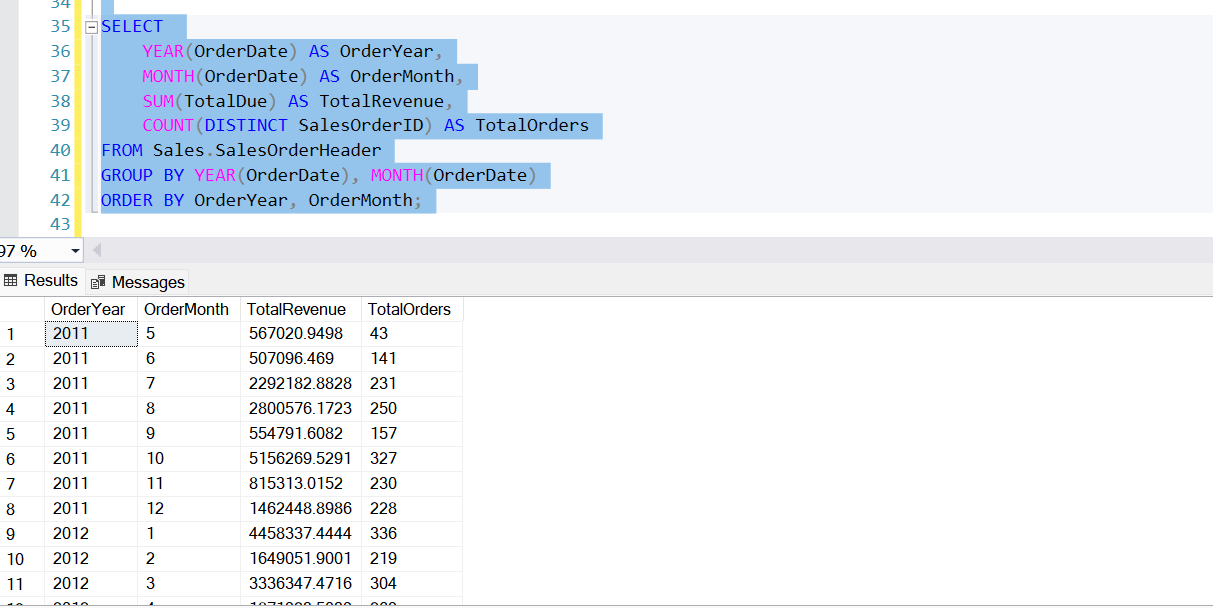 34
35 SELECT
36 YEAR(OrderDate) AS OrderYear,
37 MONTH(OrderDate) AS OrderMonth,
38 SUM(TotalDue) AS TotalRevenue,
39 COUNT(DISTINCT SalesOrderID) AS TotalOrders
40 FROM Sales.SalesOrderHeader
41 GROUP BY YEAR(OrderDate), MONTH(OrderDate)
42 ORDER BY OrderYear, OrderMonth;
43
97 %
Results Messages
OrderYear OrderMonth TotalRevenue TotalOrders
1 2011 5 567020.9498 43
2 2011 6 507096.469 141
3 2011 7 2292182.8828 231
4 2011 8 2800576.1723 250
5 2011 9 554791.6082 157
6 2011 10 5156269.5291 327
7 2011 11 815313.0152 230
8 2011 12 1462448.8986 228
9 2012 1 4458337.4444 336
10 2012 2 1649051.9001 219
11 2012 3 3336347.4716 304